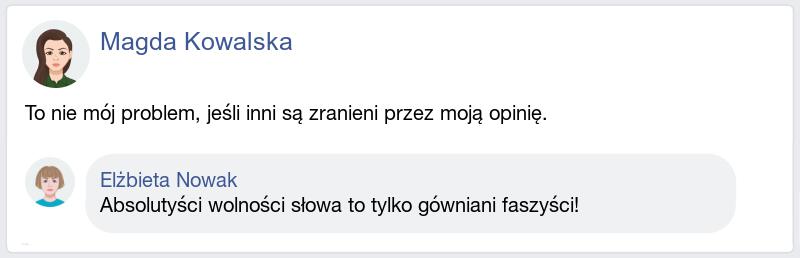 Magda Kowalska
To nie mój problem, jeśli inni są zranieni przez moją opinię.
Elżbieta Nowak
Absolutyści wolności słowa to tylko gówniani faszyści!